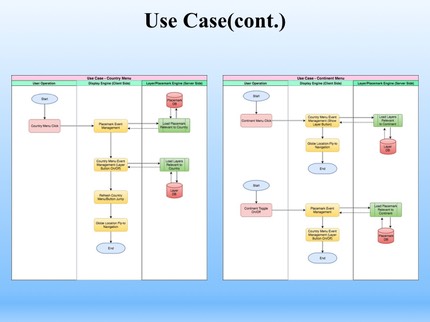 Use Case(cont.)
Use Case - Country Menu
User Operation
Display Engine (Client Side)
Layer/Placement Engine (Server Side)
Start
Placement
DB
Country Menu Click
Placement Event
Management
Load Placement
Relevant to Country
Country Menu Event
Management (Layer
Button On/Off)
Load Layers
Relevant to
Country
Layer
DB
Refresh Country
Menu/Button Jump
Globe Location Fly-to
Navigation
End
Use Case - Continent Menu
User Operation
Display Engine (Client Side)
Layer/Placement Engine (Server Side)
Start
Continent Menu Click
Country Menu Event
Management (Show
Layer Button)
Load Layers
Relevant
to Continent
Globe Location Fly-to
Navigation
Layer
DB
End
Start
Continent Toggle
On/Off
Placement Event
Management
Load Placement
Relevant to
Continent
Country Menu Event
Management (Layer
Button On/Off)
Placement
DB
End